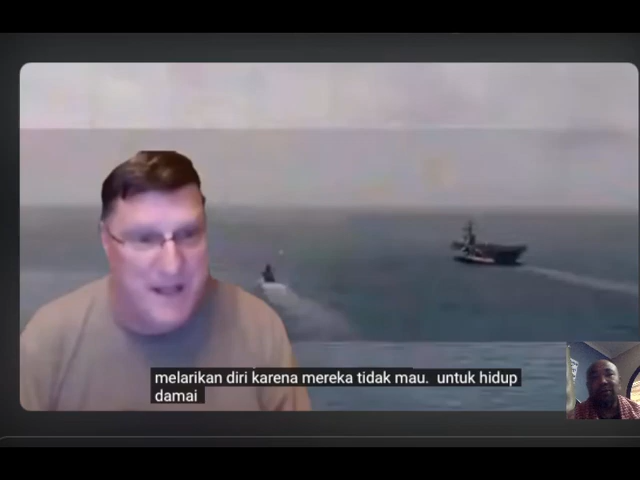 melarikan diri karena mereka tidak mau.  untuk hidup
damai